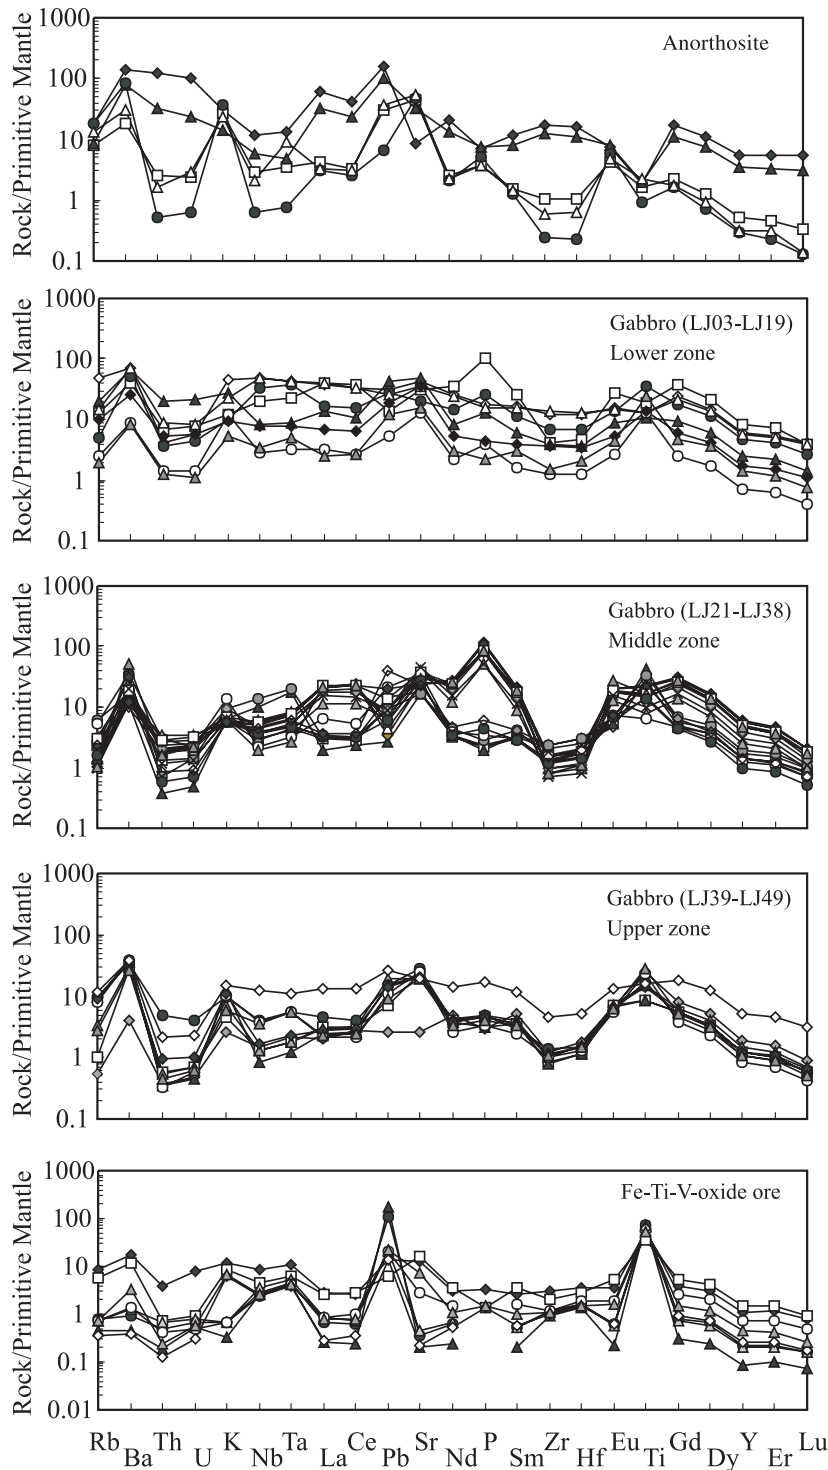 Rock/Primitive Mantle
1000
100
10
1
0.1
Anorthosite
Rock/Primitive Mantle
1000
100
10
1
0.1
Gabbro (LJ03-LJ19)
Lower zone
Rock/Primitive Mantle
1000
100
10
1
0.1
Gabbro (LJ21-LJ38)
Middle zone
Rock/Primitive Mantle
1000
100
10
1
0.1
Gabbro (LJ39-LJ49)
Upper zone
Rock/Primitive Mantle
1000
100
10
1
0.1
0.01
Fe-Ti-V-oxide ore
Rb Th K Ta Ce Sr P Zr Eu Gd Y Lu
Ba U Nb La Pb Nd Sm Hf Ti Dy Er